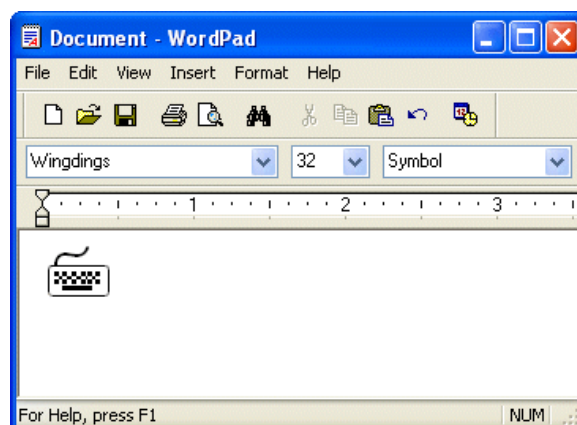 Document - WordPad
File Edit View Insert Format Help
Wingdings 32 Symbol
1 2 3
For Help, press F1 NUM